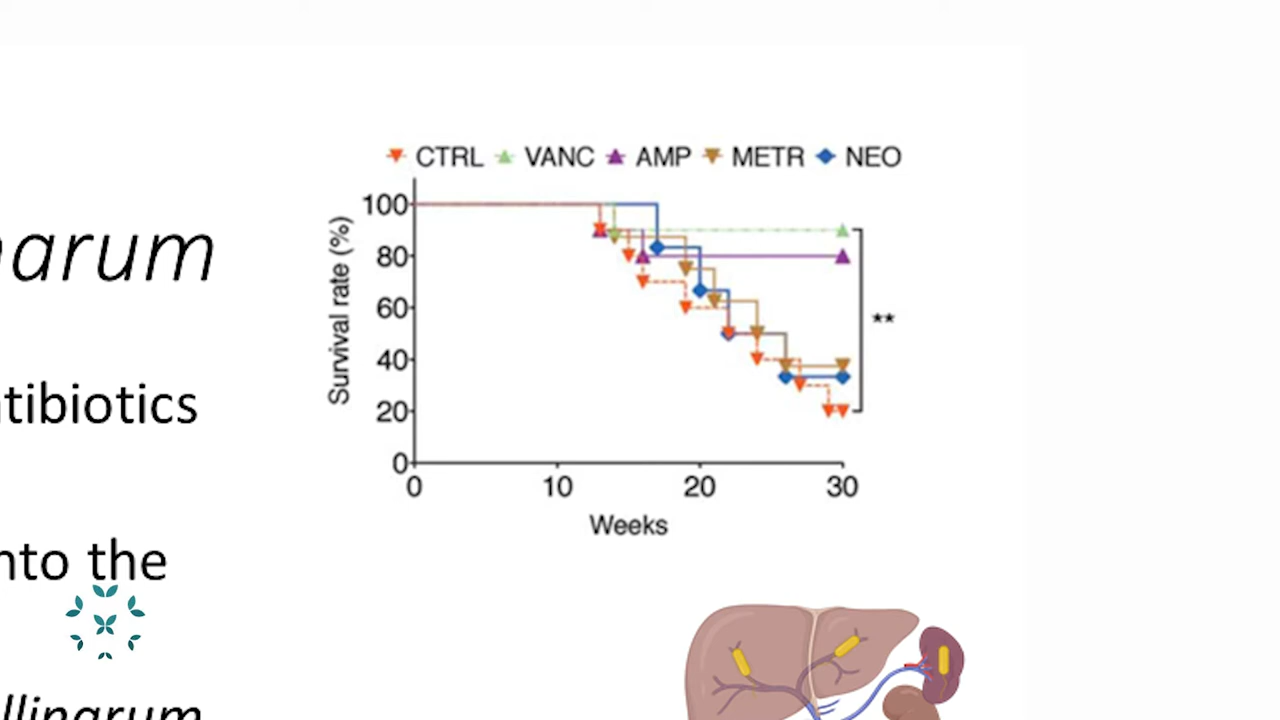 CTRL VANC AMP METR NEO
100
80
60
40
20
0
Survival rate (%)
0 10 20 30
Weeks
**
arum
tibiotics
nto the
llinarum